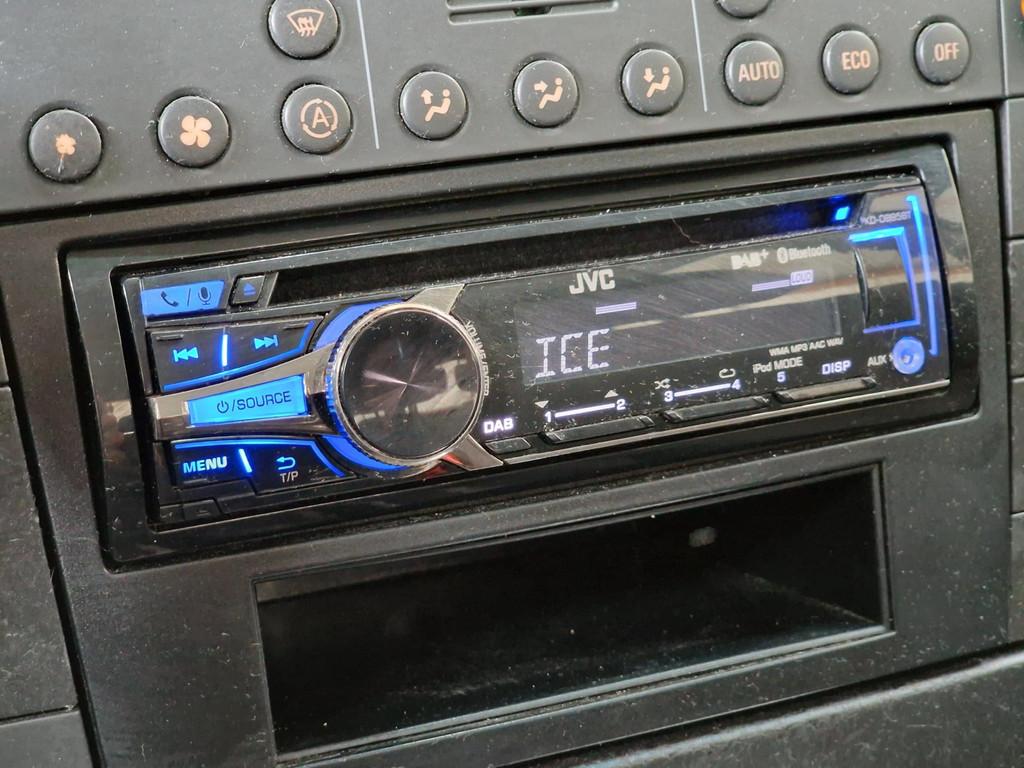 AUTO ECO OFF
A
KD-DB95BT
JVC DAB+ Bluetooth
LOUD
ICE
WMA MP3 AAC WAV
/SOURCE
iPod MODE
DAB 1 2 3 4 5 DISP AUX
MENU
T/P